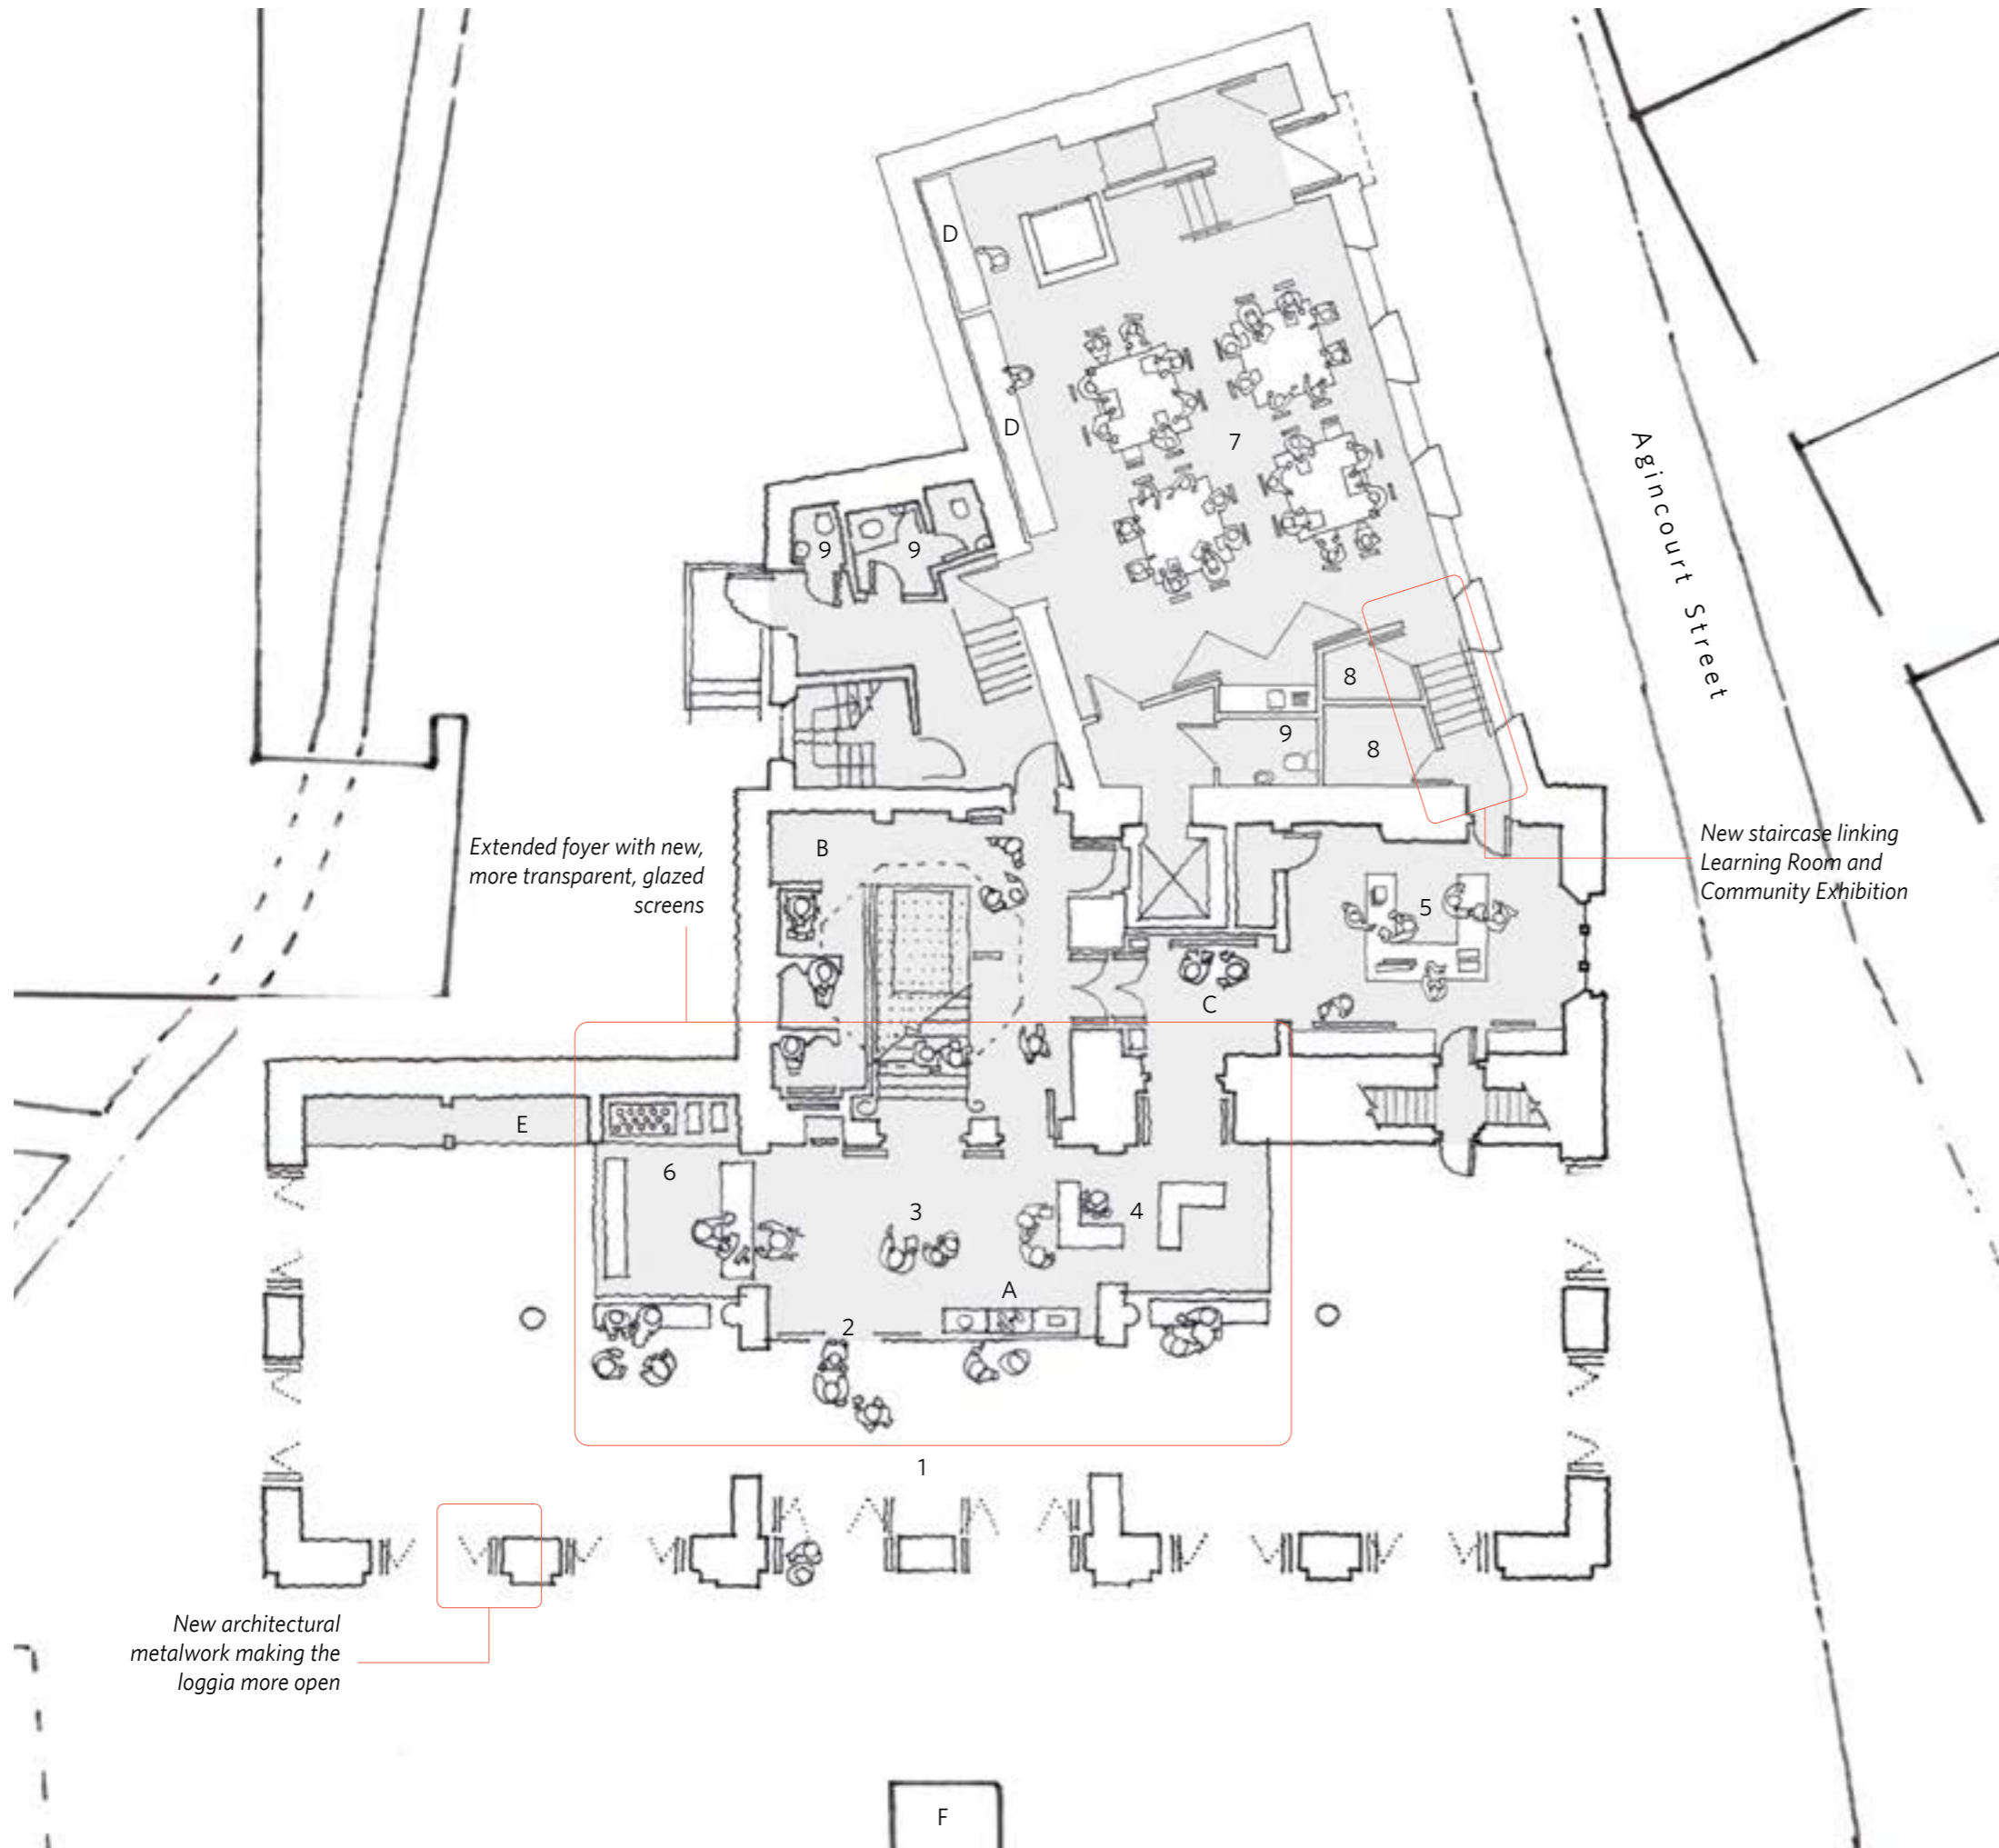 D
D
7
Agincourt Street
9
9
8
9
8
Extended foyer with new,
more transparent, glazed
screens
B
New staircase linking
Learning Room and
Community Exhibition
5
C
E
6
3
4
A
2
1
New architectural
metalwork making the
loggia more open
F